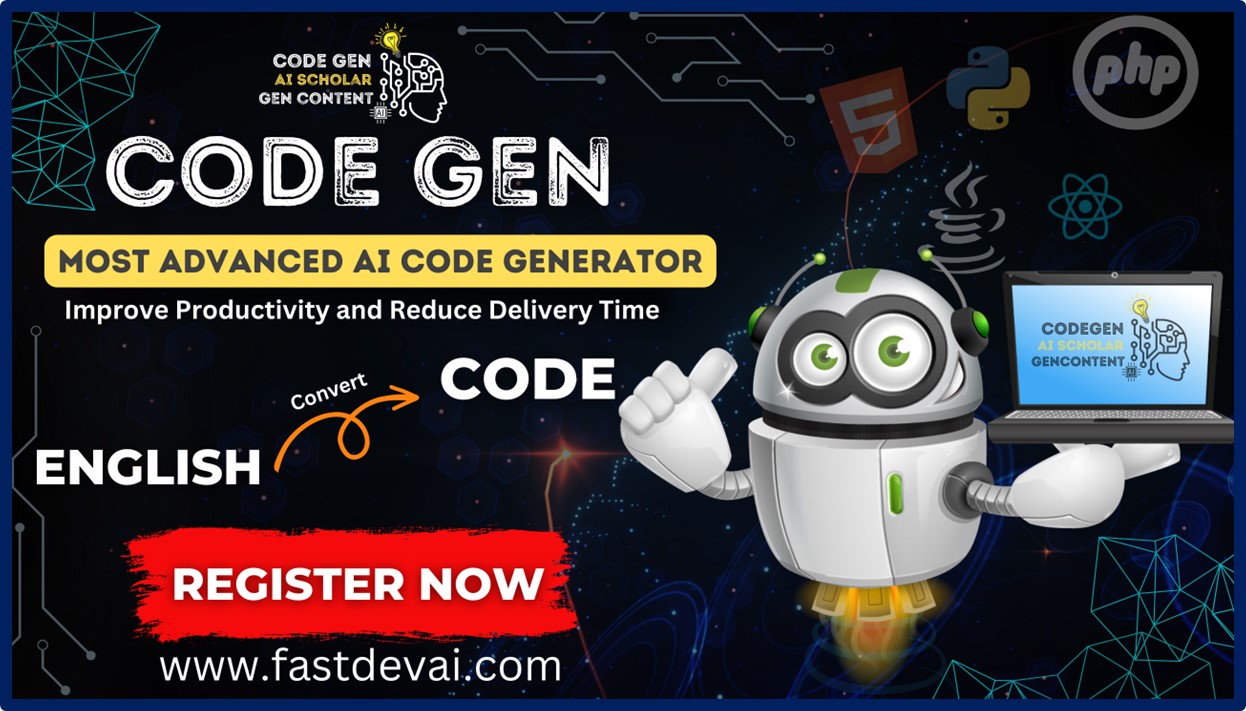 CODE GEN
AI SCHOLAR
GEN CONTENT
AI
CODE GEN
MOST ADVANCED AI CODE GENERATOR
Improve Productivity and Reduce Delivery Time
ENGLISH
Convert
CODE
REGISTER NOW
www.fastdevai.com
5
php
CODEGEN
AI SCHOLAR
GENCONTENT
AI